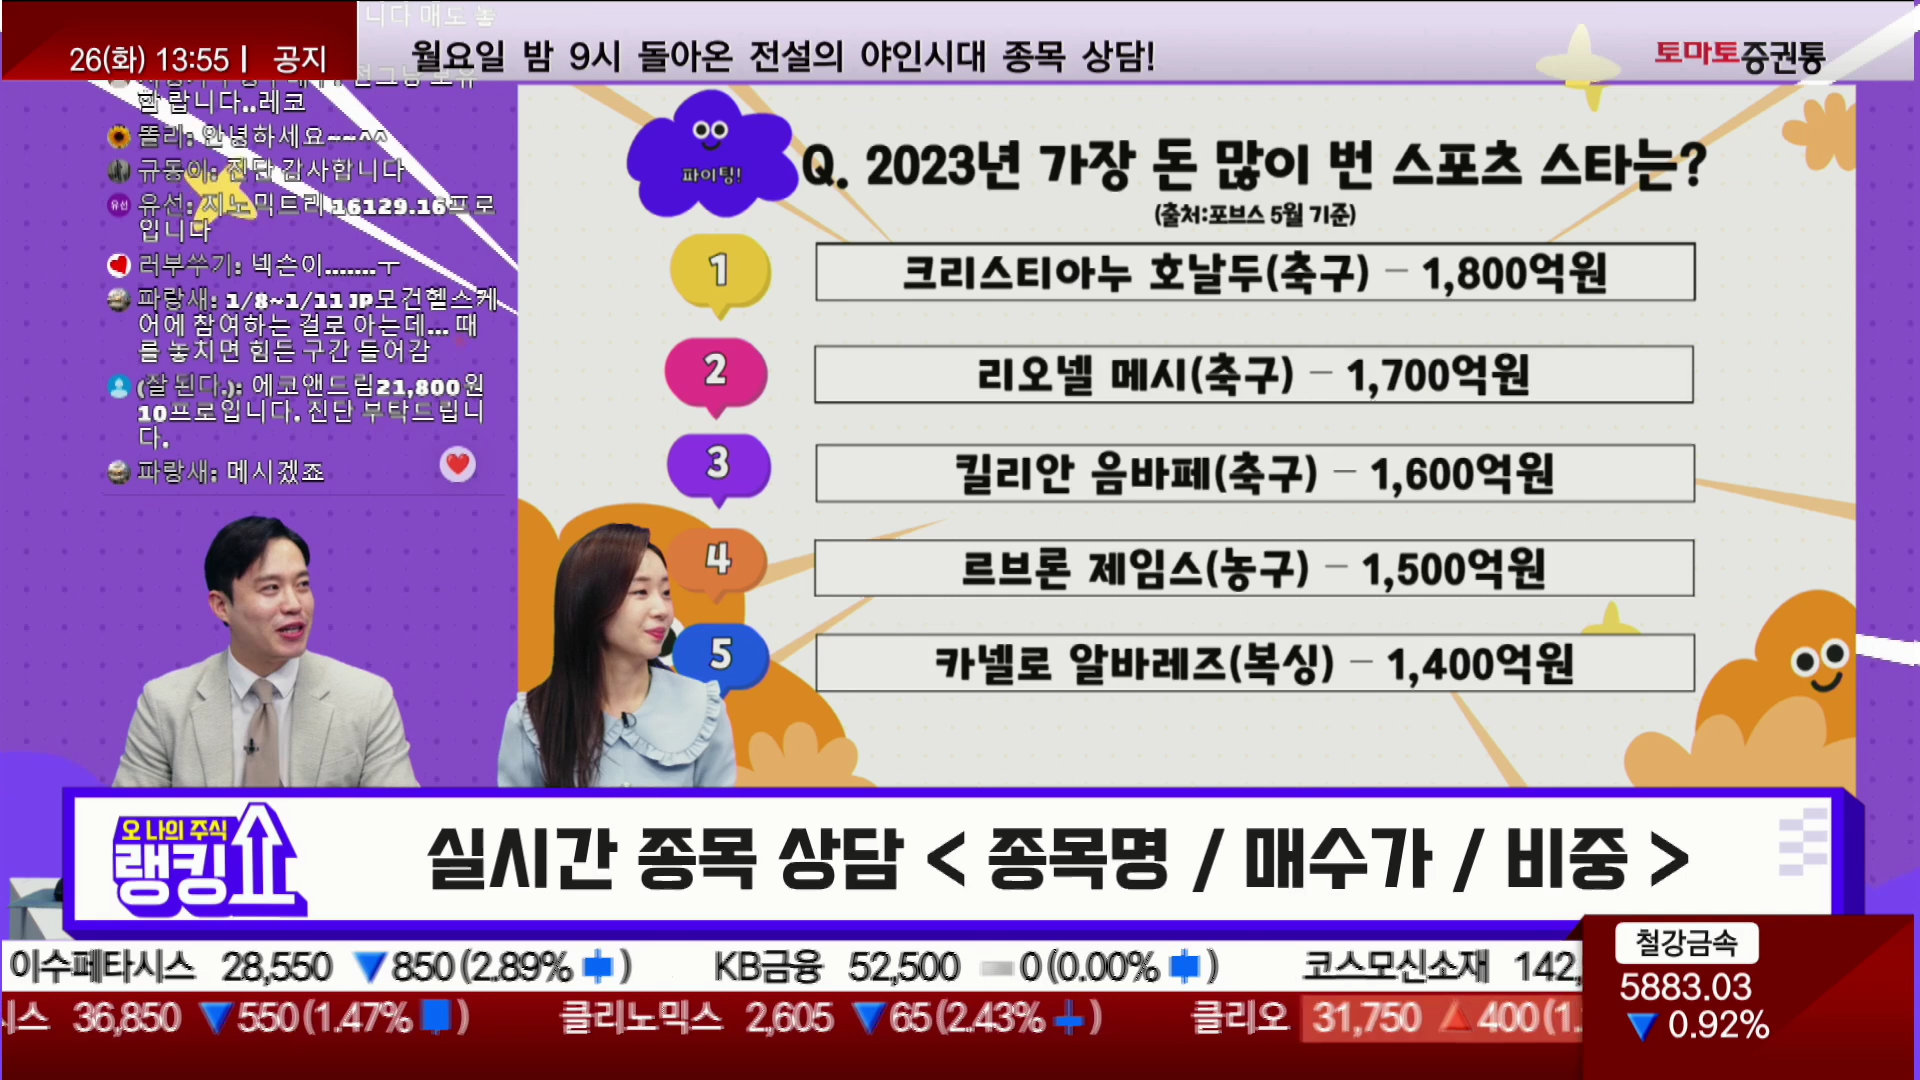 니다 매도 놓
26(화) 13:55 | 공지
월요일 밤 9시 돌아온 전설의 야인시대 종목 상담!
토마토증권통
합 랍니다..레코
똘리: 안녕하세요~~^^
규동이: 진단 감사합니다
유선: 지노믹트리 16129.16프로
입니다
러부쑤기: 넥슨이.......ㅜ
파랑새: 1/8~1/11 JP모건헬스케
어에 참여하는 걸로 아는데... 때
를 놓치면 힘든 구간 들어감
(잘 된다.): 에코앤드림21,800원
10프로입니다. 진단 부탁드립니
다.
파랑새: 메시겠죠
파이팅!
Q. 2023년 가장 돈 많이 번 스포츠 스타는?
(출처:포브스 5월 기준)
1 크리스티아누 호날두(축구) – 1,800억원
2 리오넬 메시(축구) – 1,700억원
3 킬리안 음바페(축구) – 1,600억원
4 르브론 제임스(농구) – 1,500억원
5 카넬로 알바레즈(복싱) – 1,400억원
오 나의 주식
랭킹쇼
실시간 종목 상담 < 종목명 / 매수가 / 비중 >
이수페타시스 28,550 ▼850(2.89%) KB금융 52,500 0(0.00%) 코스모신소재 142,
시스 36,850 ▼550(1.47%) 클리노믹스 2,605 ▼65(2.43%) 클리오 31,750 ▲400(1.
철강금속
5883.03
▼ 0.92%